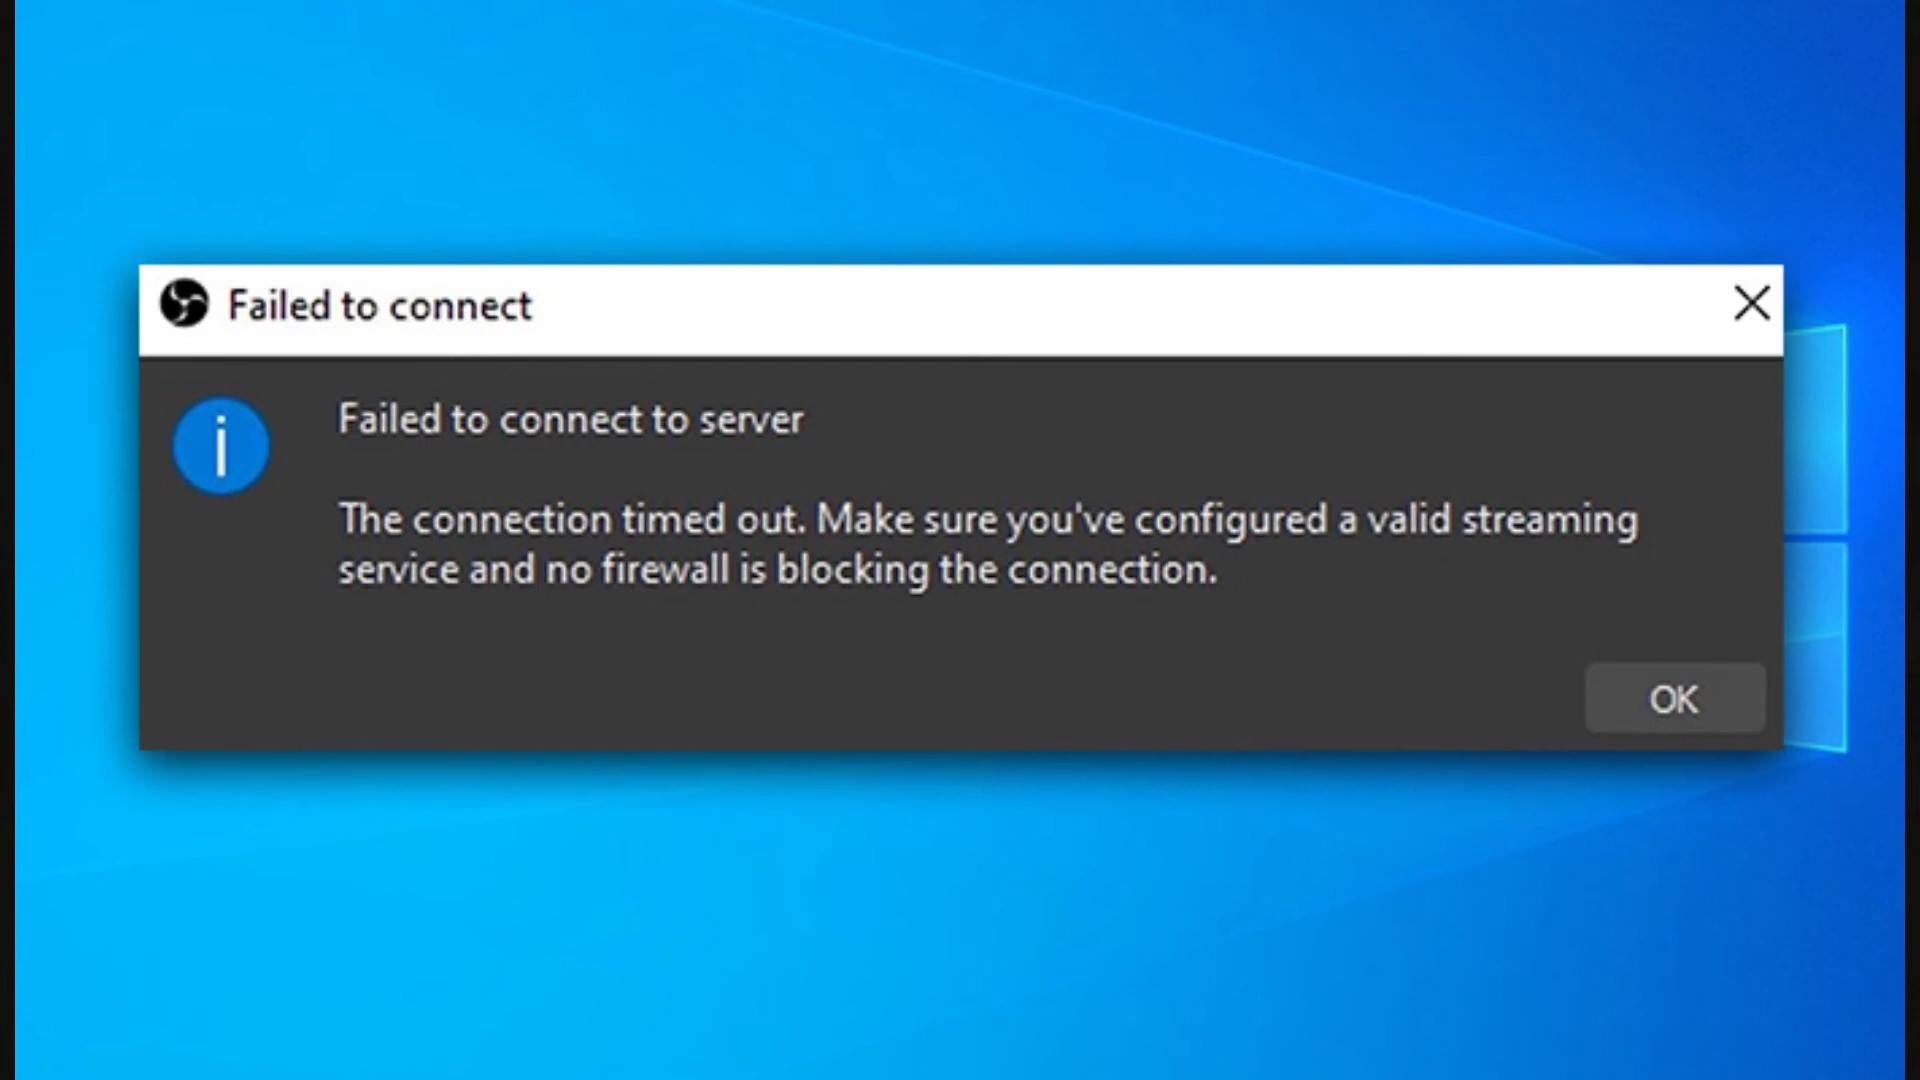 Failed to connect
Failed to connect to server
The connection timed out. Make sure you've configured a valid streaming
service and no firewall is blocking the connection.
OK